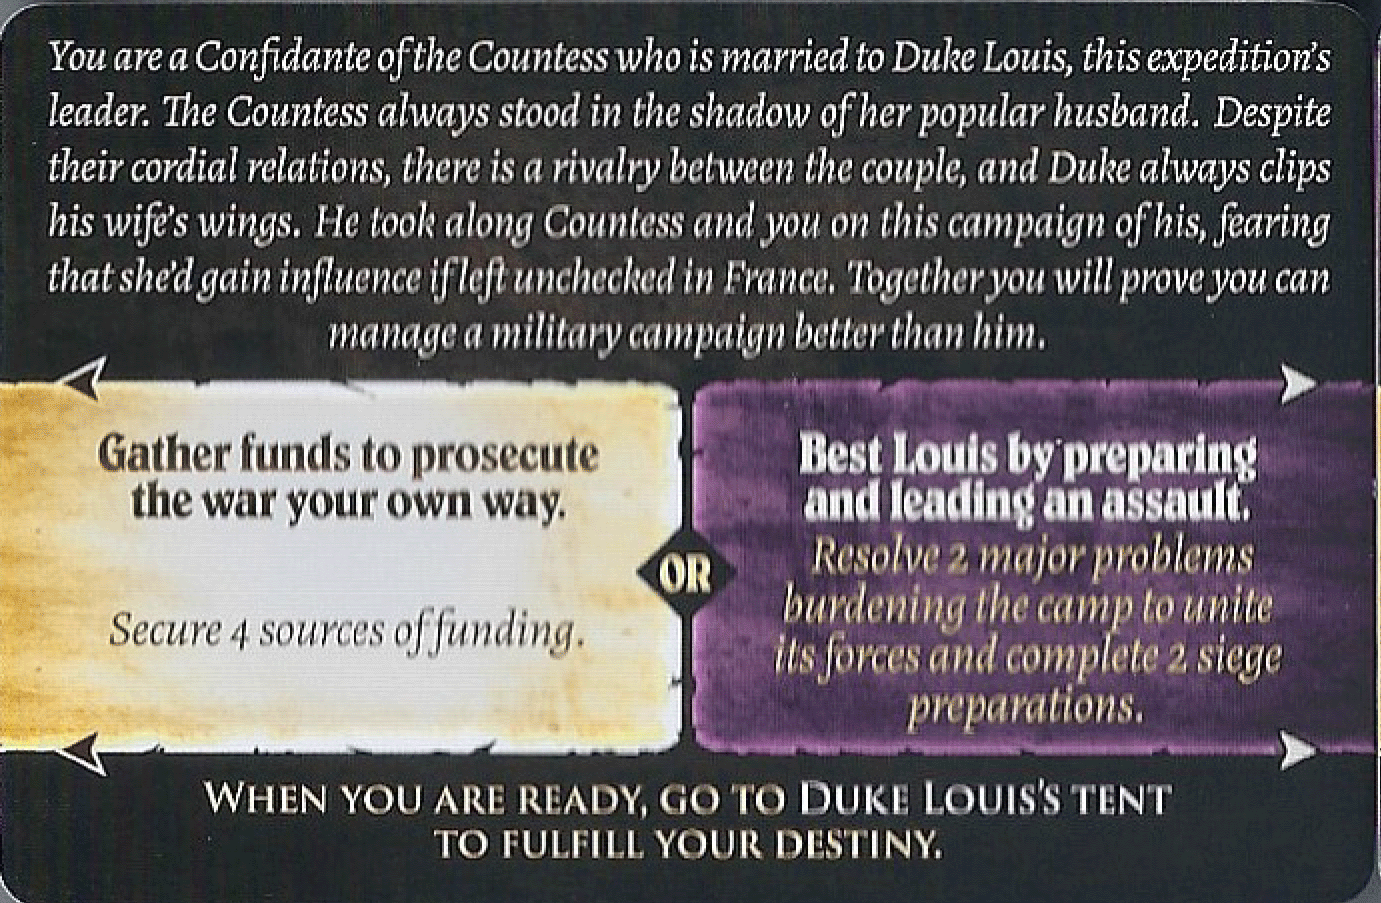 You are a Confidante of the Countess who is married to Duke Louis, this expedition's
leader. The Countess always stood in the shadow of her popular husband. Despite
their cordial relations, there is a rivalry between the couple, and Duke always clips
his wife's wings. He took along Countess and you on this campaign of his, fearing
that she'd gain influence if left unchecked in France. Together you will prove you can
manage a military campaign better than him.
Gather funds to prosecute
the war your own way.
Secure 4 sources of funding.
OR
Best Louis by preparing
and leading an assault.
Resolve 2 major problems
burdening the camp to unite
its forces and complete 2 siege
preparations.
WHEN YOU ARE READY, GO TO DUKE LOUIS'S TENT
TO FULFILL YOUR DESTINY.